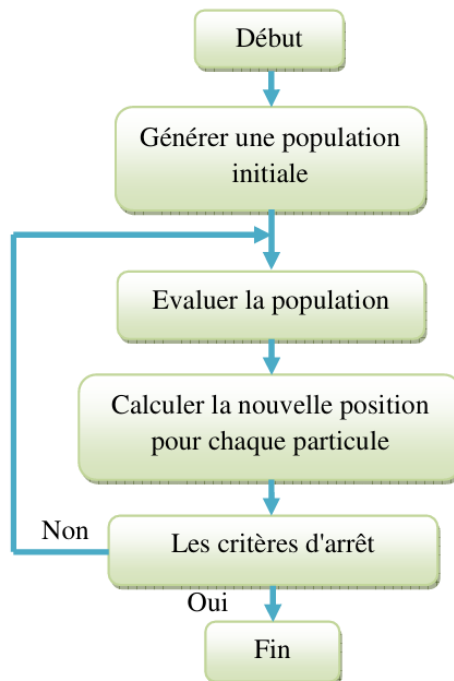 Début
Générer une population
initiale
Evaluer la population
Calculer la nouvelle position
pour chaque particule
Non
Les critères d'arrêt
Oui
Fin